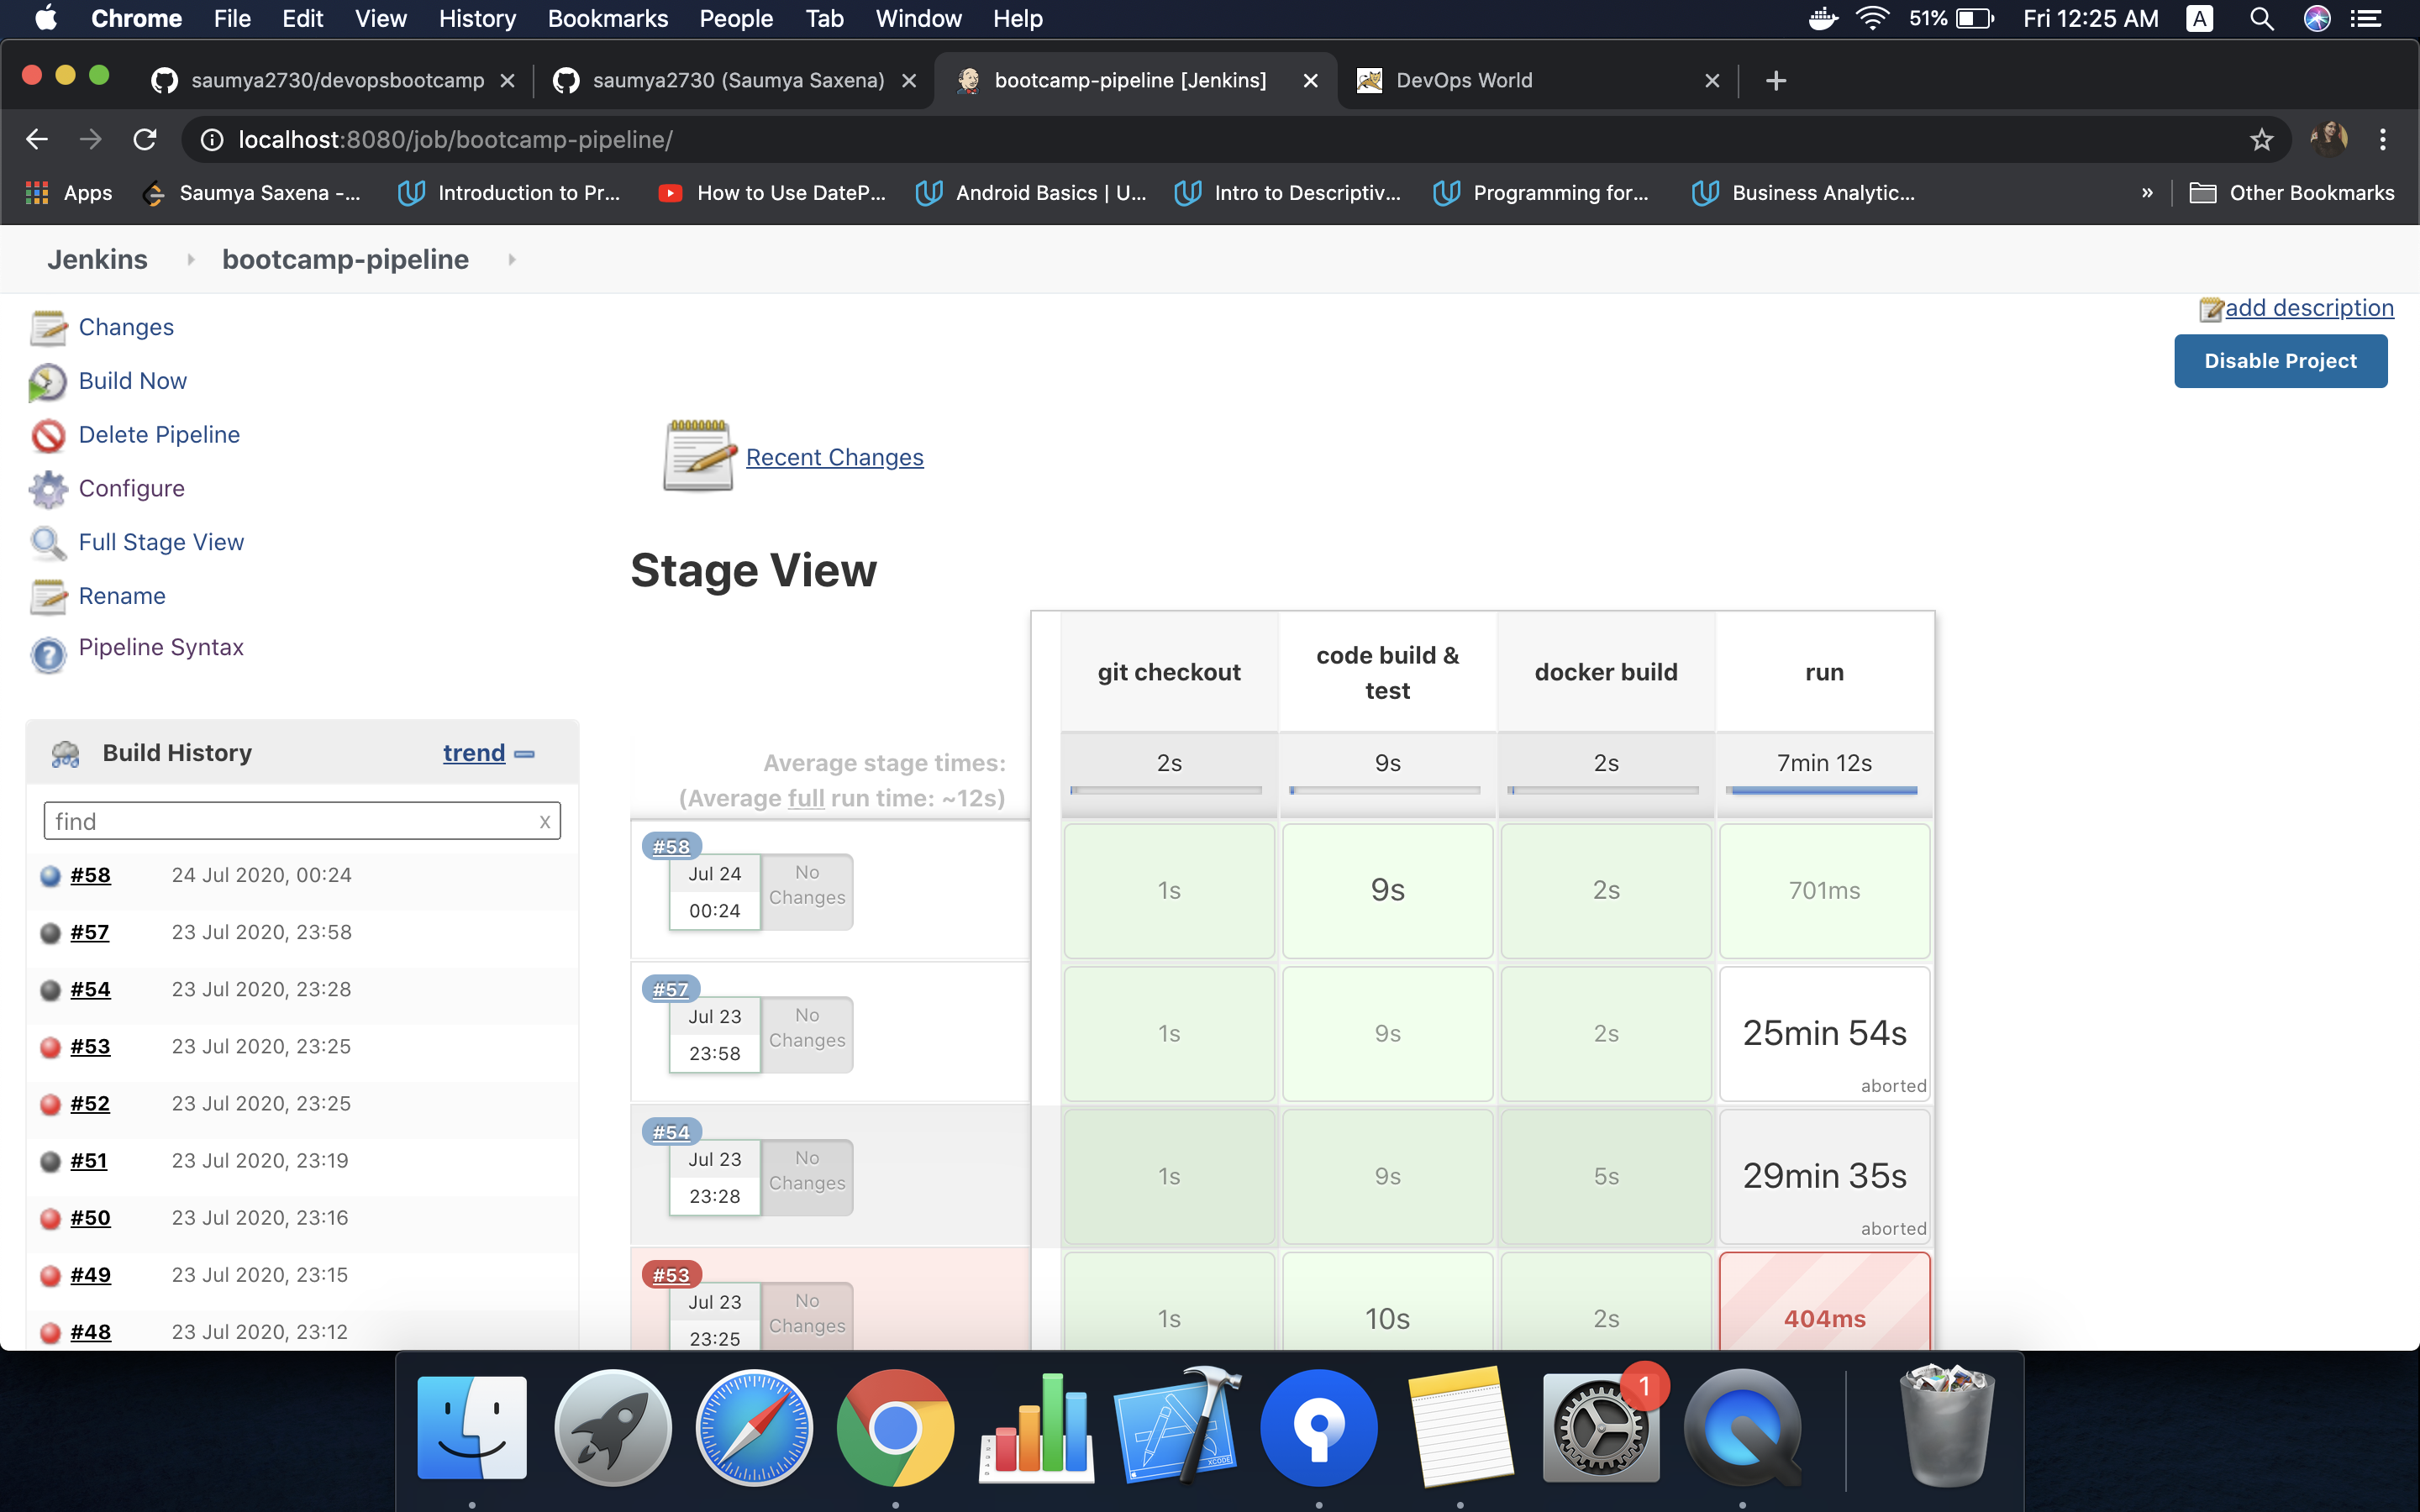 Chrome File Edit View History Bookmarks People Tab Window Help 51% Fri 12:25 AM A
saumya2730/devopsbootcamp saumya2730 (Saumya Saxena) bootcamp-pipeline [Jenkins] DevOps World
localhost:8080/job/bootcamp-pipeline/
Apps Saumya Saxena -... Introduction to Pr... How to Use DateP... Android Basics | U... Intro to Descriptiv... Programming for... Business Analytic... » Other Bookmarks
Jenkins bootcamp-pipeline
add description
Disable Project
Changes
Build Now
Delete Pipeline
Configure
Full Stage View
Rename
Pipeline Syntax
Build History trend
find x
#58 24 Jul 2020, 00:24
#57 23 Jul 2020, 23:58
#54 23 Jul 2020, 23:28
#53 23 Jul 2020, 23:25
#52 23 Jul 2020, 23:25
#51 23 Jul 2020, 23:19
#50 23 Jul 2020, 23:16
#49 23 Jul 2020, 23:15
#48 23 Jul 2020, 23:12
Recent Changes
Stage View
git checkout code build & test docker build run
Average stage times:
(Average full run time: ~12s)
2s 9s 2s 7min 12s
#58
Jul 24
00:24
No
Changes
1s 9s 2s 701ms
#57
Jul 23
23:58
No
Changes
1s 9s 2s 25min 54s
aborted
#54
Jul 23
23:28
No
Changes
1s 9s 5s 29min 35s
aborted
#53
Jul 23
23:25
No
Changes
1s 10s 2s 404ms
XCODE
1